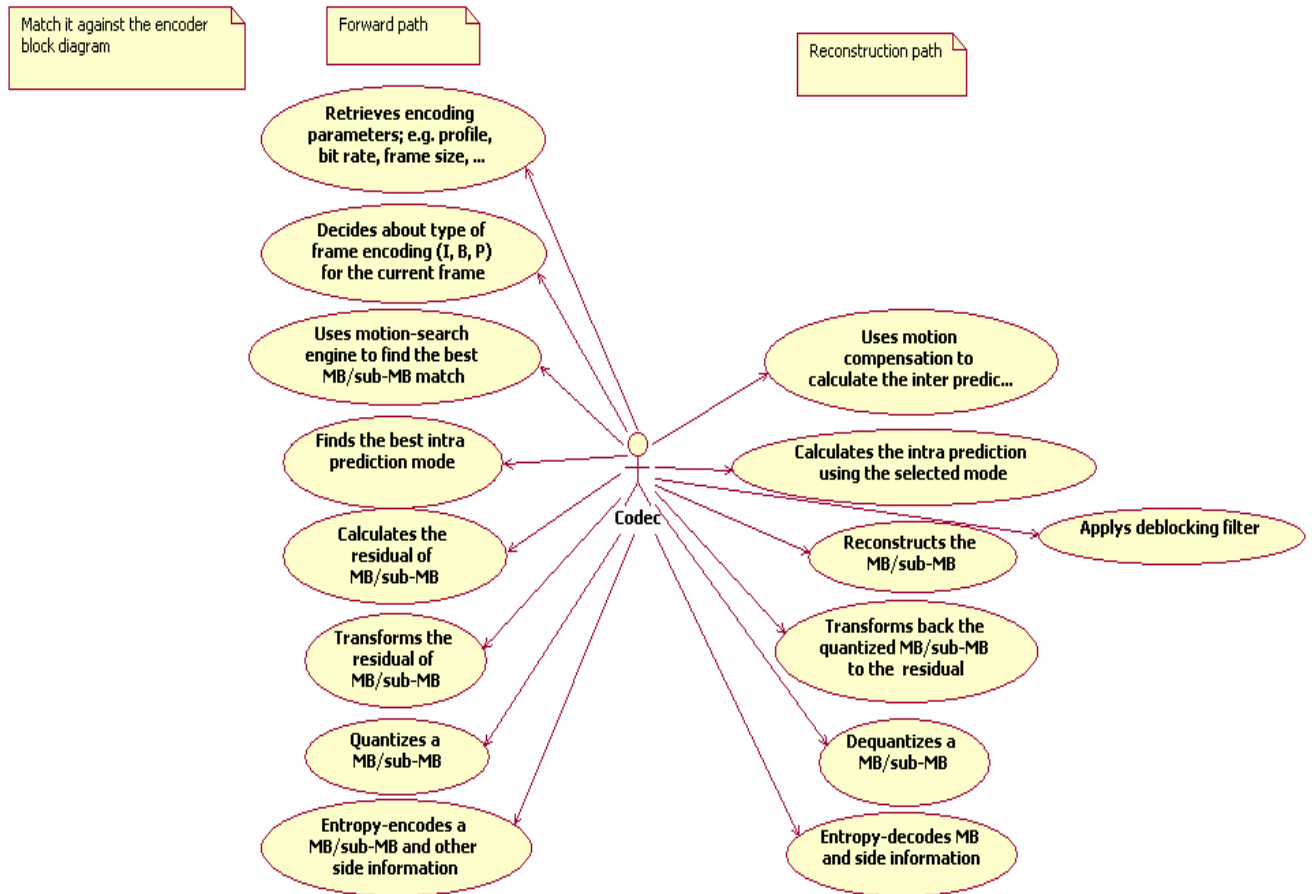 Match it against the encoder
block diagram
Forward path
Reconstruction path
Retrieves encoding
parameters; e.g. profile,
bit rate, frame size, ...
Decides about type of
frame encoding (I, B, P)
for the current frame
Uses motion-search
engine to find the best
MB/sub-MB match
Finds the best intra
prediction mode
Calculates the
residual of
MB/sub-MB
Transforms the
residual of
MB/sub-MB
Quantizes a
MB/sub-MB
Entropy-encodes a
MB/sub-MB and other
side information
Codec
Uses motion
compensation to
calculate the inter predic...
Calculates the intra prediction
using the selected mode
Applys deblocking filter
Reconstructs the
MB/sub-MB
Transforms back the
quantized MB/sub-MB
to the residual
Dequantizes a
MB/sub-MB
Entropy-decodes MB
and side information